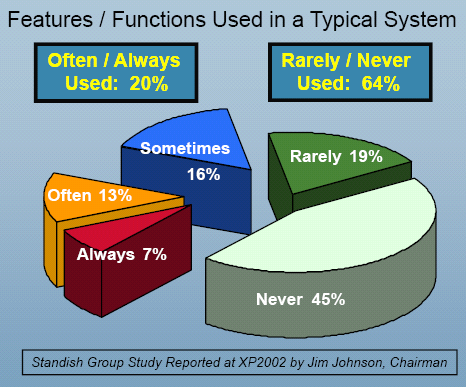 Features / Functions Used in a Typical System
Often / Always
Used: 20%
Rarely / Never
Used: 64%
Sometimes
16%
Rarely 19%
Often 13%
Always 7%
Never 45%
Standish Group Study Reported at XP2002 by Jim Johnson, Chairman